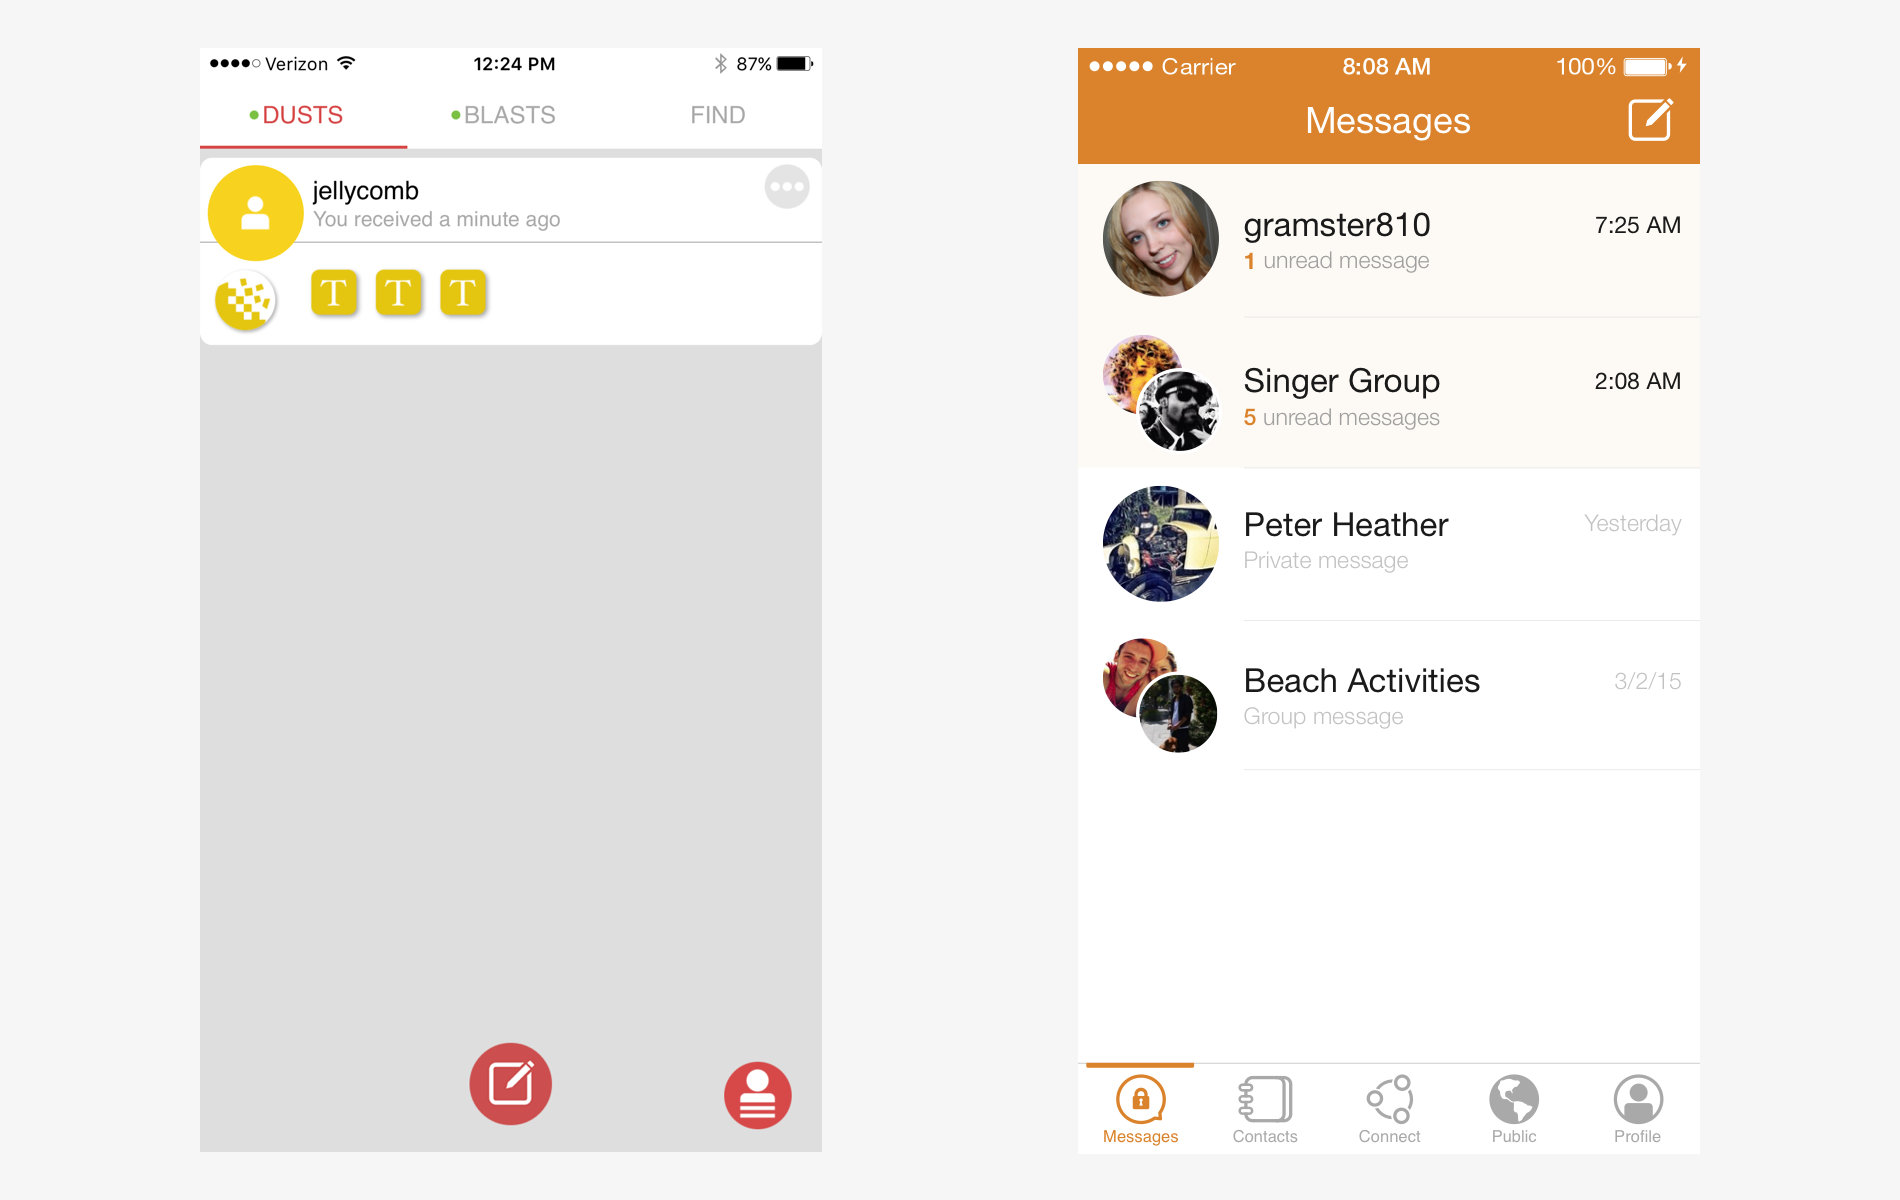 Verizon 12:24 PM 87%
DUSTS BLASTS FIND
jellycomb
You received a minute ago
T T T
Carrier 8:08 AM 100%
Messages
gramster810 7:25 AM
1 unread message
Singer Group 2:08 AM
5 unread messages
Peter Heather Yesterday
Private message
Beach Activities 3/2/15
Group message
Messages Contacts Connect Public Profile